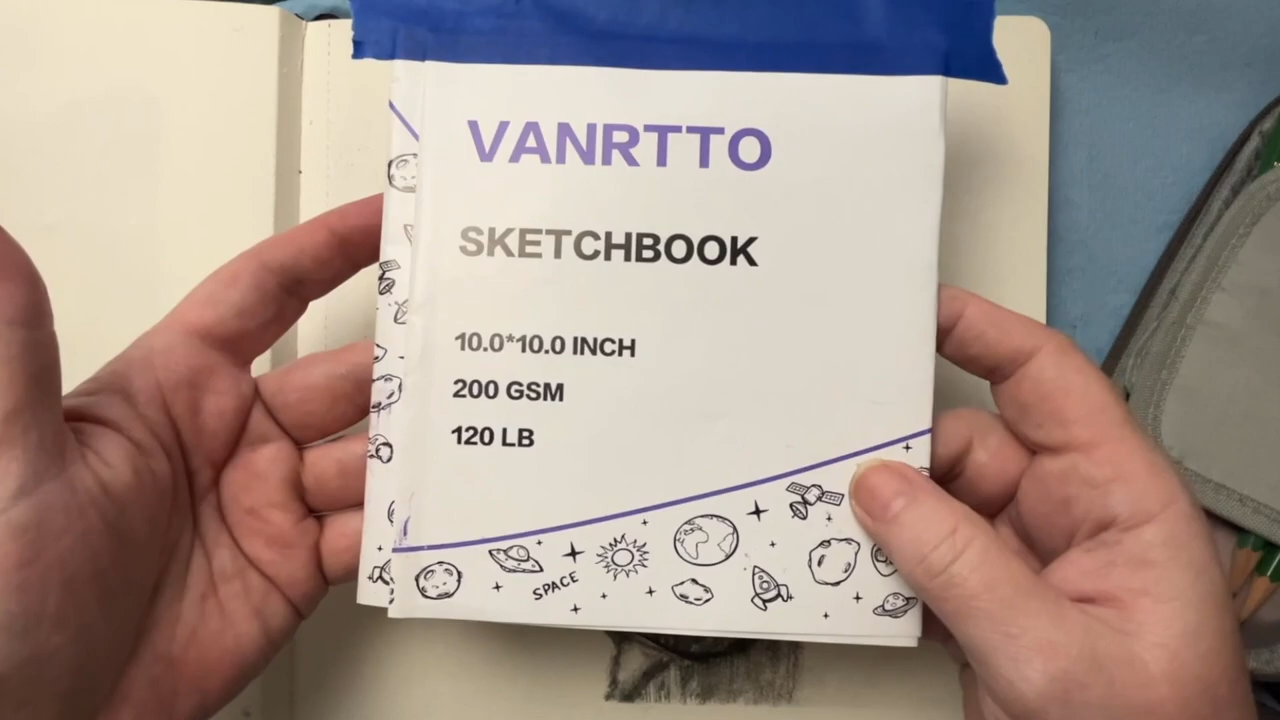 VANRTTO
SKETCHBOOK
10.0*10.0 INCH
200 GSM
120 LB
SPACE